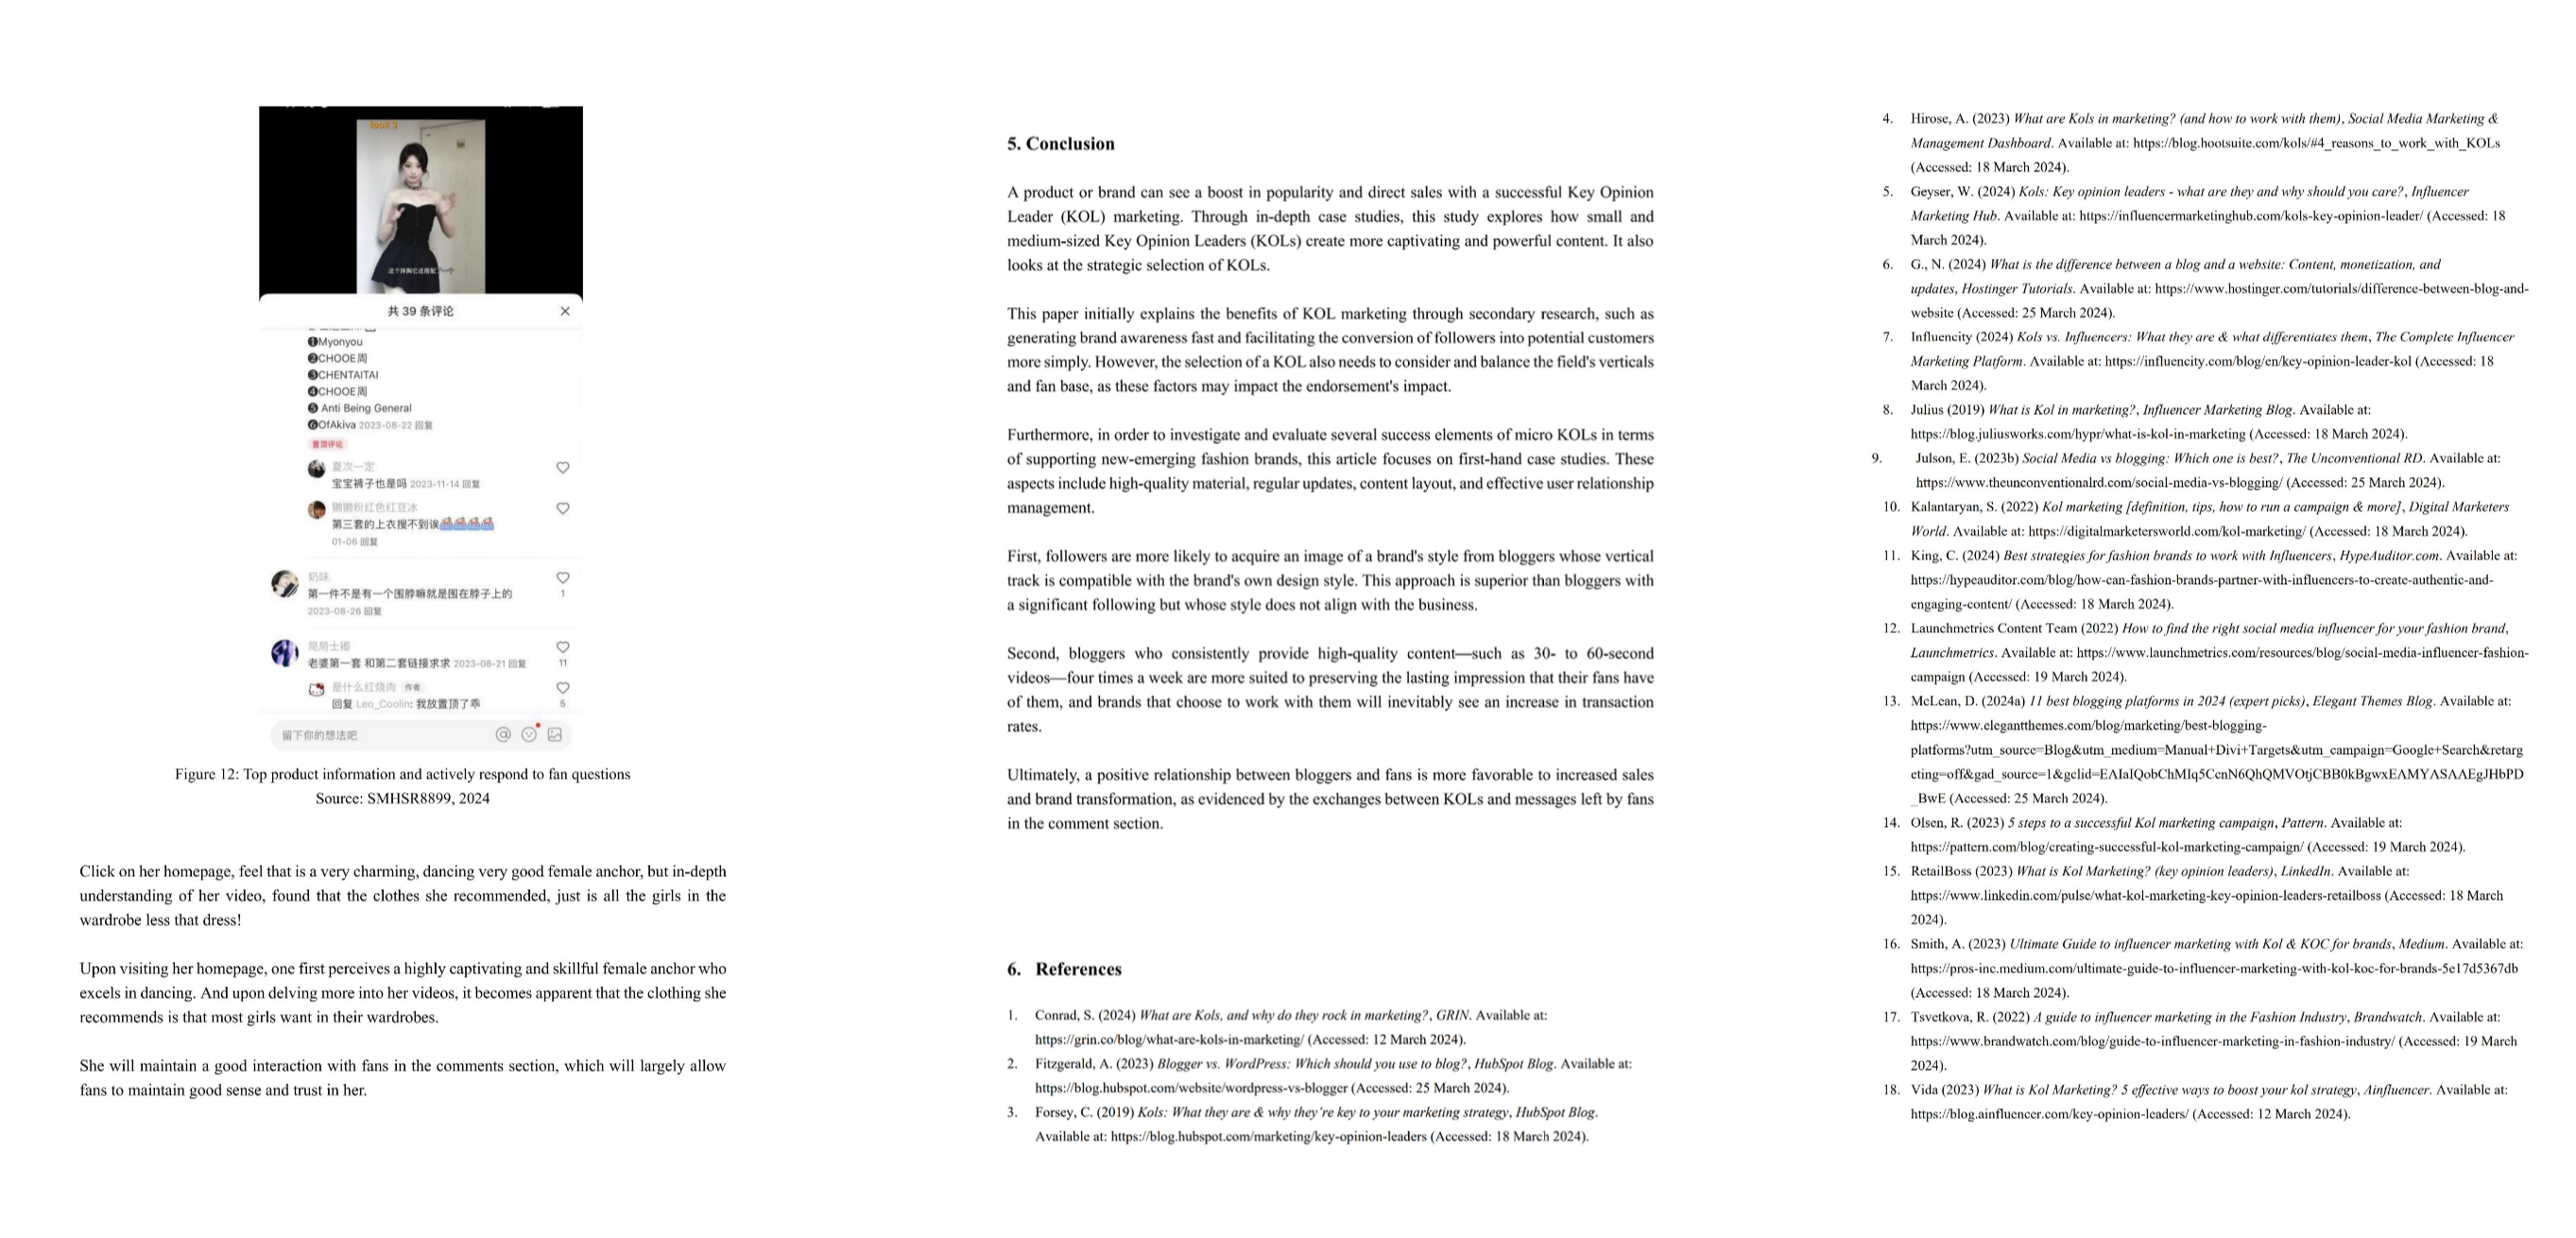 look 3
共 39 条评论
❶Myonyou
❷CHOOE周
❸CHENTAITAI
❹CHOOE周
❺ Anti Being General
❻OfAkiva 2023-08-22 回复
置顶评论
夏次一定
宝宝裤子也是吗 2023-11-14 回复
懒懒粉红色红豆冰
第三套的上衣搜不到诶
01-06 回复
奶味
第一件不是有一个围脖嘛就是围在脖子上的
1
2023-08-26 回复
局局士卿
老婆第一套 和第二套链接求求 2023-08-21 回复
11
是什么红烧肉 作者
回复 Leo_Coolin: 我放置顶了乖
5
留下你的想法吧
Figure 12: Top product information and actively respond to fan questions
Source: SMHSR8899, 2024
Click on her homepage, feel that is a very charming, dancing very good female anchor, but in-depth
understanding of her video, found that the clothes she recommended, just is all the girls in the
wardrobe less that dress!
Upon visiting her homepage, one first perceives a highly captivating and skillful female anchor who
excels in dancing. And upon delving more into her videos, it becomes apparent that the clothing she
recommends is that most girls want in their wardrobes.
She will maintain a good interaction with fans in the comments section, which will largely allow
fans to maintain good sense and trust in her.
5. Conclusion
A product or brand can see a boost in popularity and direct sales with a successful Key Opinion
Leader (KOL) marketing. Through in-depth case studies, this study explores how small and
medium-sized Key Opinion Leaders (KOLs) create more captivating and powerful content. It also
looks at the strategic selection of KOLs.
This paper initially explains the benefits of KOL marketing through secondary research, such as
generating brand awareness fast and facilitating the conversion of followers into potential customers
more simply. However, the selection of a KOL also needs to consider and balance the field's verticals
and fan base, as these factors may impact the endorsement's impact.
Furthermore, in order to investigate and evaluate several success elements of micro KOLs in terms
of supporting new-emerging fashion brands, this article focuses on first-hand case studies. These
aspects include high-quality material, regular updates, content layout, and effective user relationship
management.
First, followers are more likely to acquire an image of a brand's style from bloggers whose vertical
track is compatible with the brand's own design style. This approach is superior than bloggers with
a significant following but whose style does not align with the business.
Second, bloggers who consistently provide high-quality content—such as 30- to 60-second
videos—four times a week are more suited to preserving the lasting impression that their fans have
of them, and brands that choose to work with them will inevitably see an increase in transaction
rates.
Ultimately, a positive relationship between bloggers and fans is more favorable to increased sales
and brand transformation, as evidenced by the exchanges between KOLs and messages left by fans
in the comment section.
6. References
1. Conrad, S. (2024) What are Kols, and why do they rock in marketing?, GRIN. Available at:
https://grin.co/blog/what-are-kols-in-marketing/ (Accessed: 12 March 2024).
2. Fitzgerald, A. (2023) Blogger vs. WordPress: Which should you use to blog?, HubSpot Blog. Available at:
https://blog.hubspot.com/website/wordpress-vs-blogger (Accessed: 25 March 2024).
3. Forsey, C. (2019) Kols: What they are & why they're key to your marketing strategy, HubSpot Blog.
Available at: https://blog.hubspot.com/marketing/key-opinion-leaders (Accessed: 18 March 2024).
4. Hirose, A. (2023) What are Kols in marketing? (and how to work with them), Social Media Marketing &
Management Dashboard. Available at: https://blog.hootsuite.com/kols/#4_reasons_to_work_with_KOLs
(Accessed: 18 March 2024).
5. Geyser, W. (2024) Kols: Key opinion leaders - what are they and why should you care?, Influencer
Marketing Hub. Available at: https://influencermarketinghub.com/kols-key-opinion-leader/ (Accessed: 18
March 2024).
6. G., N. (2024) What is the difference between a blog and a website: Content, monetization, and
updates, Hostinger Tutorials. Available at: https://www.hostinger.com/tutorials/difference-between-blog-and-
website (Accessed: 25 March 2024).
7. Influencity (2024) Kols vs. Influencers: What they are & what differentiates them, The Complete Influencer
Marketing Platform. Available at: https://influencity.com/blog/en/key-opinion-leader-kol (Accessed: 18
March 2024).
8. Julius (2019) What is Kol in marketing?, Influencer Marketing Blog. Available at:
https://blog.juliusworks.com/hypr/what-is-kol-in-marketing (Accessed: 18 March 2024).
9. Julson, E. (2023b) Social Media vs blogging: Which one is best?, The Unconventional RD. Available at:
https://www.theunconventionalrd.com/social-media-vs-blogging/ (Accessed: 25 March 2024).
10. Kalantaryan, S. (2022) Kol marketing [definition, tips, how to run a campaign & more], Digital Marketers
World. Available at: https://digitalmarketersworld.com/kol-marketing/ (Accessed: 18 March 2024).
11. King, C. (2024) Best strategies for fashion brands to work with Influencers, HypeAuditor.com. Available at:
https://hypeauditor.com/blog/how-can-fashion-brands-partner-with-influencers-to-create-authentic-and-
engaging-content/ (Accessed: 18 March 2024).
12. Launchmetrics Content Team (2022) How to find the right social media influencer for your fashion brand,
Launchmetrics. Available at: https://www.launchmetrics.com/resources/blog/social-media-influencer-fashion-
campaign (Accessed: 19 March 2024).
13. McLean, D. (2024a) 11 best blogging platforms in 2024 (expert picks), Elegant Themes Blog. Available at:
https://www.elegantthemes.com/blog/marketing/best-blogging-
platforms?utm_source=Blog&utm_medium=Manual+Divi+Targets&utm_campaign=Google+Search&retarg
eting=off&gad_source=1&gclid=EAIaIQobChMIq5CcnN6QhQMVOtjCBB0kBgwxEAMYASAAEgJHbPD
_BwE (Accessed: 25 March 2024).
14. Olsen, R. (2023) 5 steps to a successful Kol marketing campaign, Pattern. Available at:
https://pattern.com/blog/creating-successful-kol-marketing-campaign/ (Accessed: 19 March 2024).
15. RetailBoss (2023) What is Kol Marketing? (key opinion leaders), LinkedIn. Available at:
https://www.linkedin.com/pulse/what-kol-marketing-key-opinion-leaders-retailboss (Accessed: 18 March
2024).
16. Smith, A. (2023) Ultimate Guide to influencer marketing with Kol & KOC for brands, Medium. Available at:
https://pros-inc.medium.com/ultimate-guide-to-influencer-marketing-with-kol-koc-for-brands-5e17d5367db
(Accessed: 18 March 2024).
17. Tsvetkova, R. (2022) A guide to influencer marketing in the Fashion Industry, Brandwatch. Available at:
https://www.brandwatch.com/blog/guide-to-influencer-marketing-in-fashion-industry/ (Accessed: 19 March
2024).
18. Vida (2023) What is Kol Marketing? 5 effective ways to boost your kol strategy, Ainfluencer. Available at:
https://blog.ainfluencer.com/key-opinion-leaders/ (Accessed: 12 March 2024).